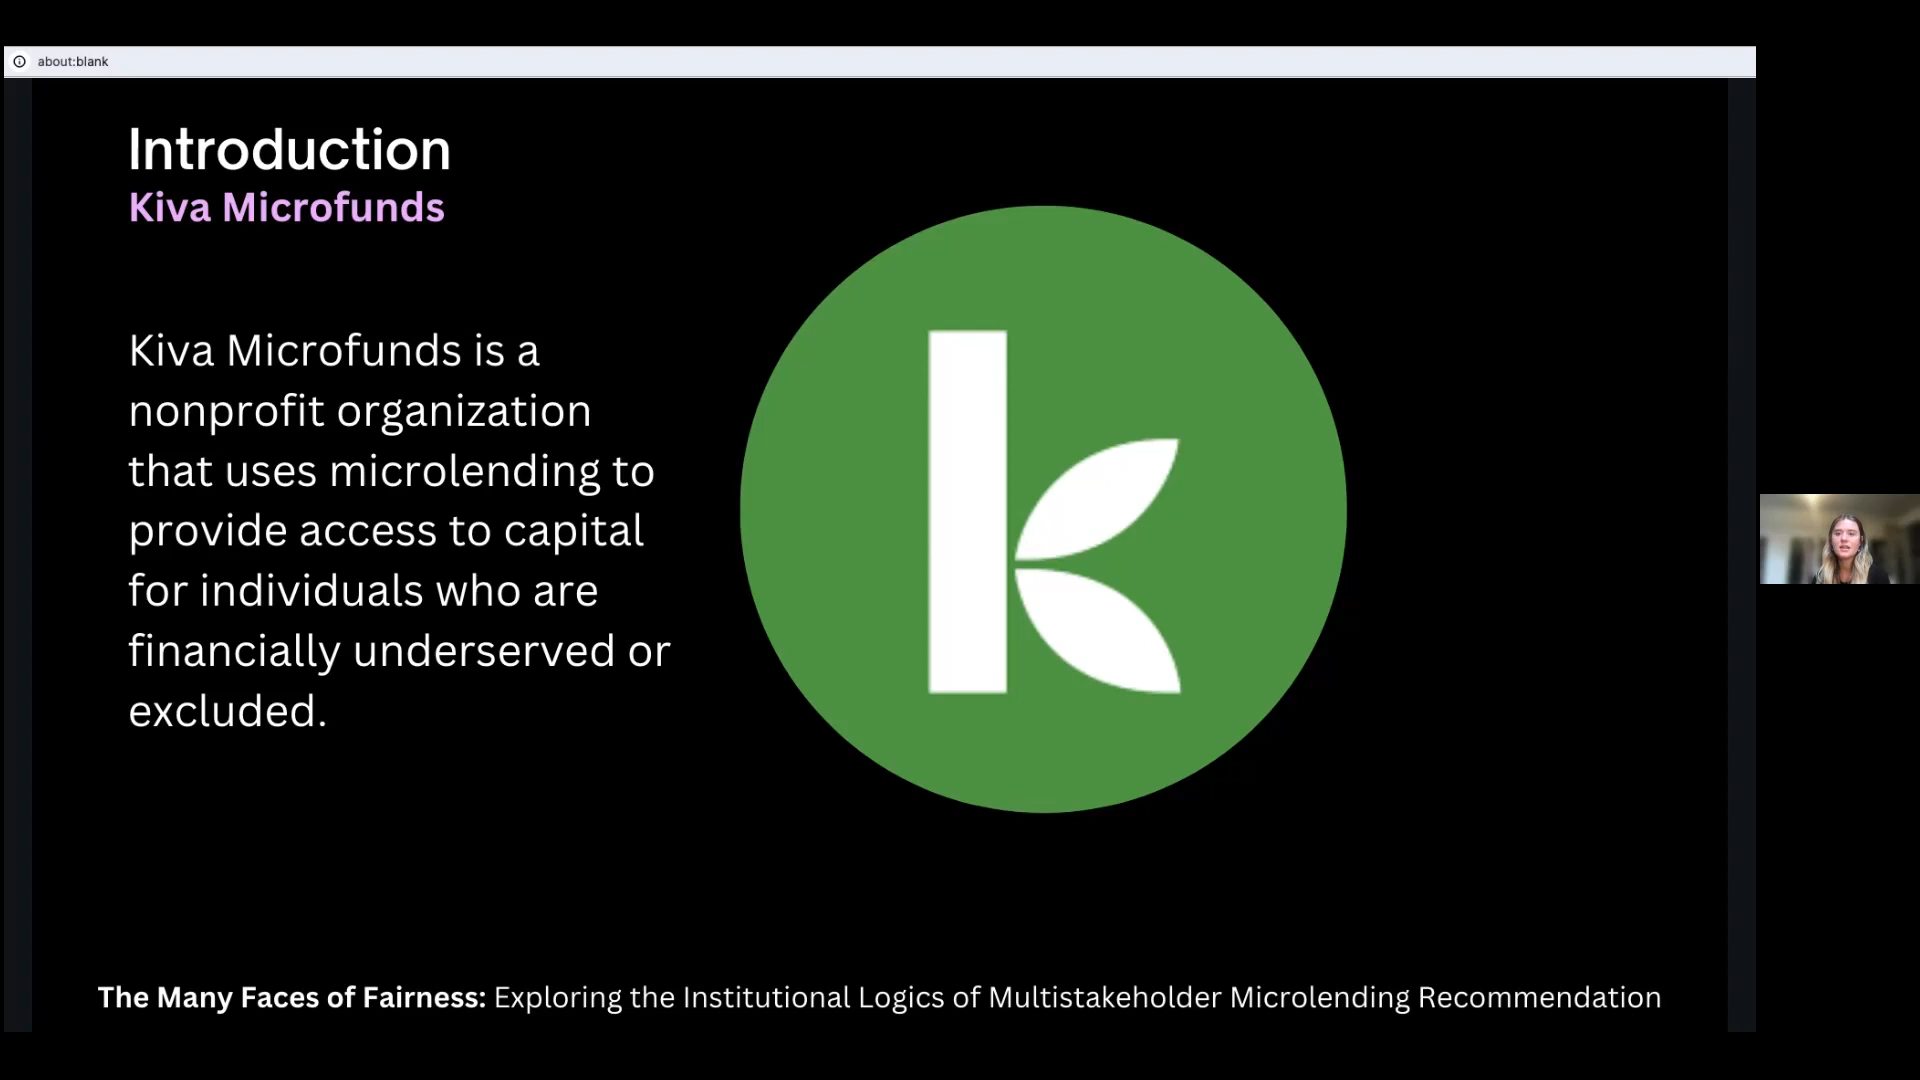 about:blank
Introduction
Kiva Microfunds
Kiva Microfunds is a
nonprofit organization
that uses microlending to
provide access to capital
for individuals who are
financially underserved or
excluded.
The Many Faces of Fairness: Exploring the Institutional Logics of Multistakeholder Microlending Recommendation